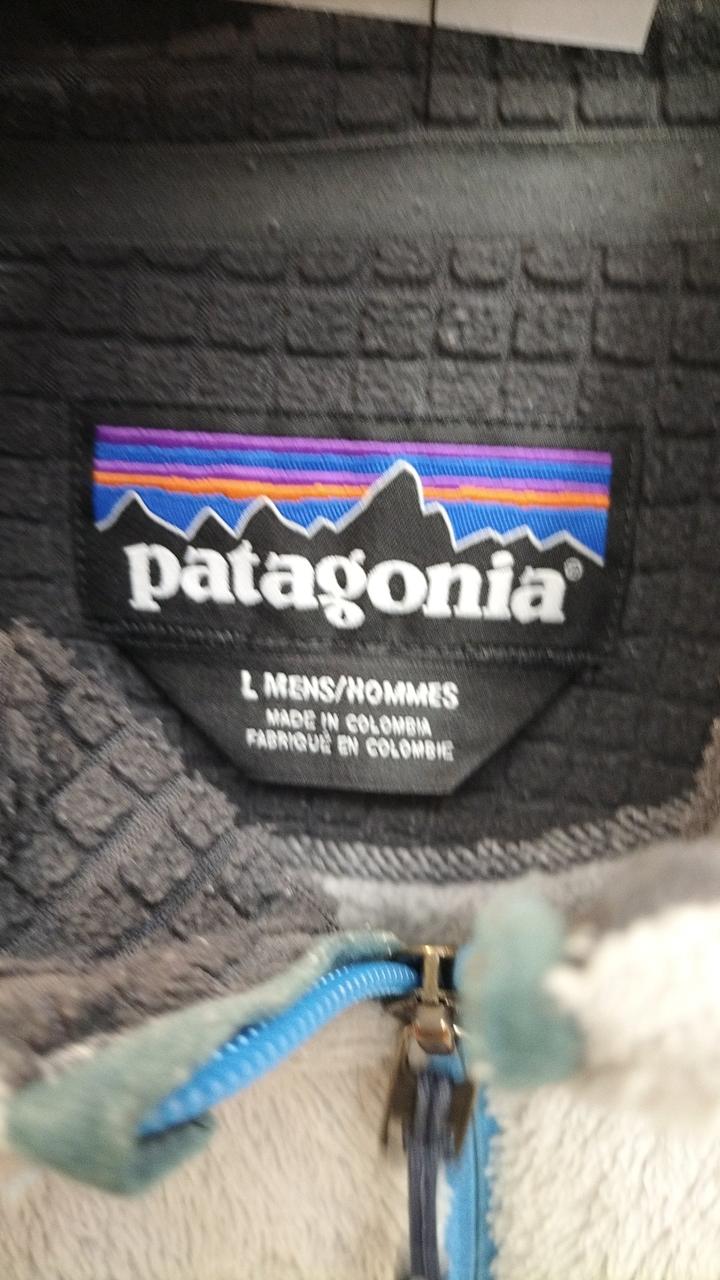 patagonia®
L MENS/HOMMES
MADE IN COLOMBIA
FABRIQUÉ EN COLOMBIE